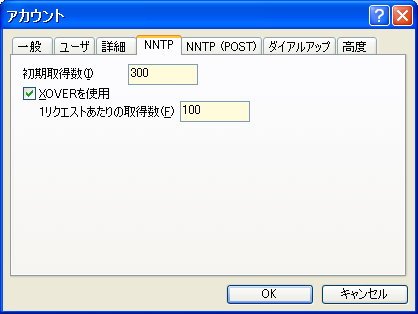 アカウント
一般 ユーザ 詳細 NNTP NNTP (POST) ダイアルアップ 高度
初期取得数(I) 300
XOVERを使用
1リクエストあたりの取得数(F) 100
OK キャンセル